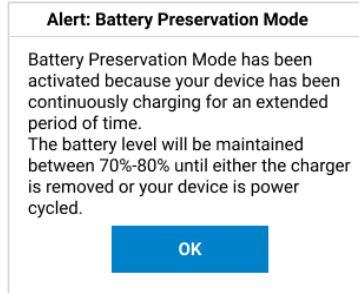 Alert: Battery Preservation Mode
Battery Preservation Mode has been
activated because your device has been
continuously charging for an extended
period of time.
The battery level will be maintained
between 70%-80% until either the charger
is removed or your device is power
cycled.
OK